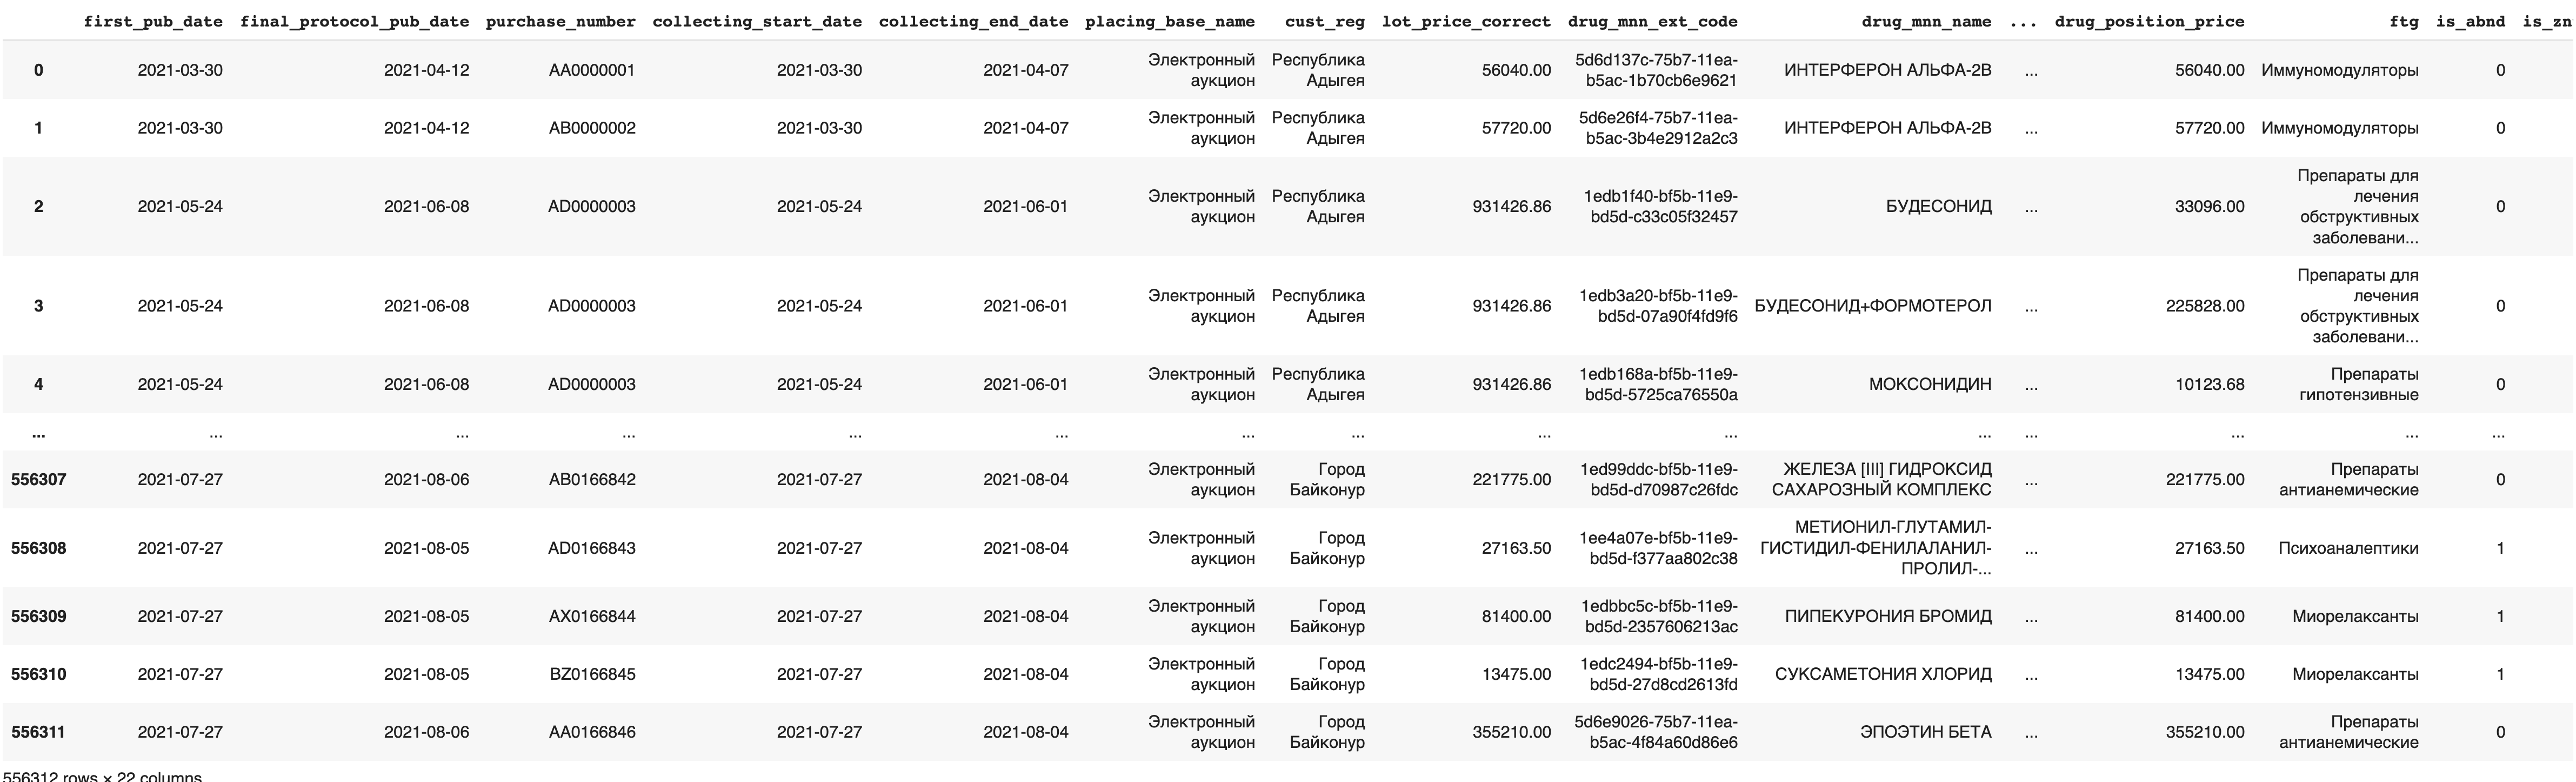 first_pub_date final_protocol_pub_date purchase_number collecting_start_date collecting_end_date placing_base_name cust_reg lot_price_correct drug_mnn_ext_code drug_mnn_name ... drug_position_price ftg is_abnd is_zn
0 2021-03-30 2021-04-12 AA0000001 2021-03-30 2021-04-07 Электронный аукцион Республика Адыгея 56040.00 5d6d137c-75b7-11ea-b5ac-1b70cb6e9621 ИНТЕРФЕРОН АЛЬФА-2B ... 56040.00 Иммуномодуляторы 0
1 2021-03-30 2021-04-12 AB0000002 2021-03-30 2021-04-07 Электронный аукцион Республика Адыгея 57720.00 5d6e26f4-75b7-11ea-b5ac-3b4e2912a2c3 ИНТЕРФЕРОН АЛЬФА-2B ... 57720.00 Иммуномодуляторы 0
2 2021-05-24 2021-06-08 AD0000003 2021-05-24 2021-06-01 Электронный аукцион Республика Адыгея 931426.86 1edb1f40-bf5b-11e9-bd5d-c33c05f32457 БУДЕСОНИД ... 33096.00 Препараты для лечения обструктивных заболевани... 0
3 2021-05-24 2021-06-08 AD0000003 2021-05-24 2021-06-01 Электронный аукцион Республика Адыгея 931426.86 1edb3a20-bf5b-11e9-bd5d-07a90f4fd9f6 БУДЕСОНИД+ФОРМОТЕРОЛ ... 225828.00 Препараты для лечения обструктивных заболевани... 0
4 2021-05-24 2021-06-08 AD0000003 2021-05-24 2021-06-01 Электронный аукцион Республика Адыгея 931426.86 1edb168a-bf5b-11e9-bd5d-5725ca76550a МОКСОНИДИН ... 10123.68 Препараты гипотензивные 0
... ... ... ... ... ... ... ... ... ... ... ... ... ... ...
556307 2021-07-27 2021-08-06 AB0166842 2021-07-27 2021-08-04 Электронный аукцион Город Байконур 221775.00 1ed99ddc-bf5b-11e9-bd5d-d70987c26fdc ЖЕЛЕЗА [III] ГИДРОКСИД САХАРОЗНЫЙ КОМПЛЕКС ... 221775.00 Препараты антианемические 0
556308 2021-07-27 2021-08-05 AD0166843 2021-07-27 2021-08-04 Электронный аукцион Город Байконур 27163.50 1ee4a07e-bf5b-11e9-bd5d-f377aa802c38 МЕТИОНИЛ-ГЛУТАМИЛ-ГИСТИДИЛ-ФЕНИЛАЛАНИЛ-ПРОЛИЛ-... ... 27163.50 Психоаналептики 1
556309 2021-07-27 2021-08-05 AX0166844 2021-07-27 2021-08-04 Электронный аукцион Город Байконур 81400.00 1edbbc5c-bf5b-11e9-bd5d-2357606213ac ПИПЕКУРОНИЯ БРОМИД ... 81400.00 Миорелаксанты 1
556310 2021-07-27 2021-08-05 BZ0166845 2021-07-27 2021-08-04 Электронный аукцион Город Байконур 13475.00 1edc2494-bf5b-11e9-bd5d-27d8cd2613fd СУКСАМЕТОНИЯ ХЛОРИД ... 13475.00 Миорелаксанты 1
556311 2021-07-27 2021-08-06 AA0166846 2021-07-27 2021-08-04 Электронный аукцион Город Байконур 355210.00 5d6e9026-75b7-11ea-b5ac-4f84a60d86e6 ЭПОЭТИН БЕТА ... 355210.00 Препараты антианемические 0
556312 rows × 22 columns